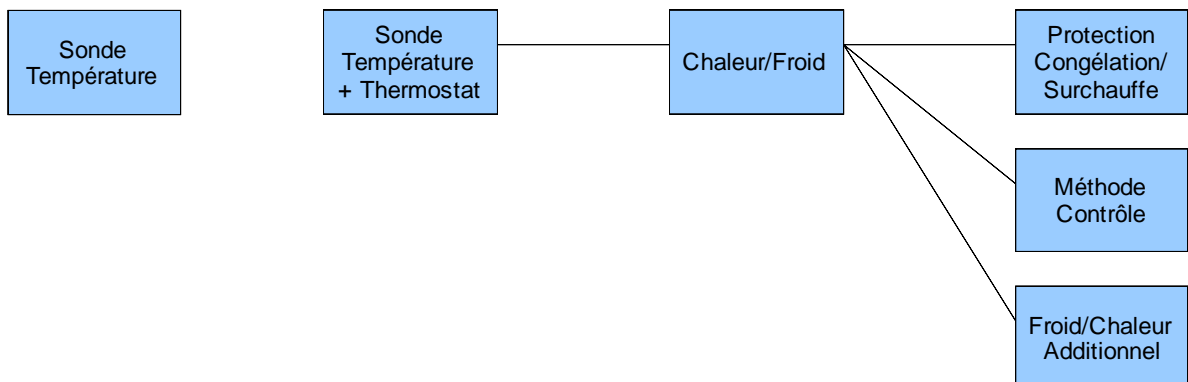 Sonde
Température
Sonde
Température
+ Thermostat
Chaleur/Froid
Protection
Congélation/
Surchauffe
Méthode
Contrôle
Froid/Chaleur
Additionnel